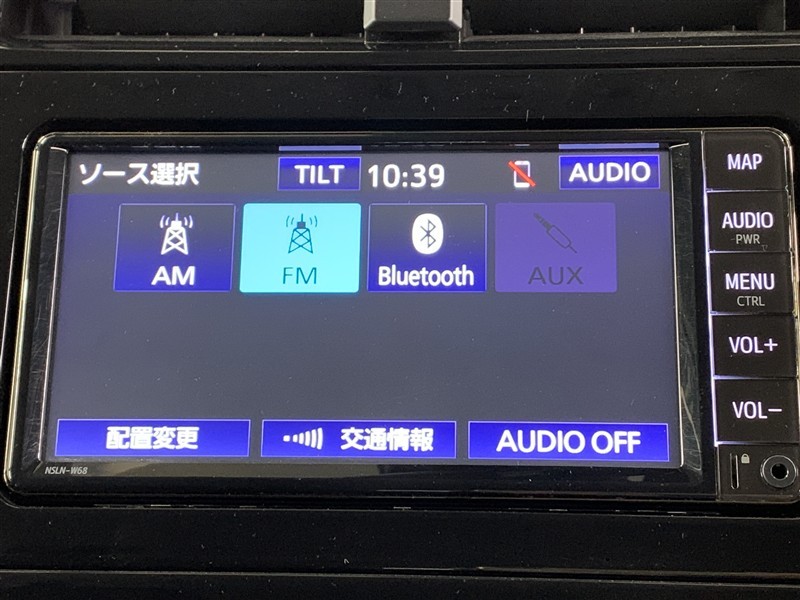 ソース選択 TILT 10:39 AUDIO
AM FM Bluetooth AUX
配置変更 交通情報 AUDIO OFF
NSLN-W68
MAP
AUDIO
PWR
MENU
CTRL
VOL+
VOL−